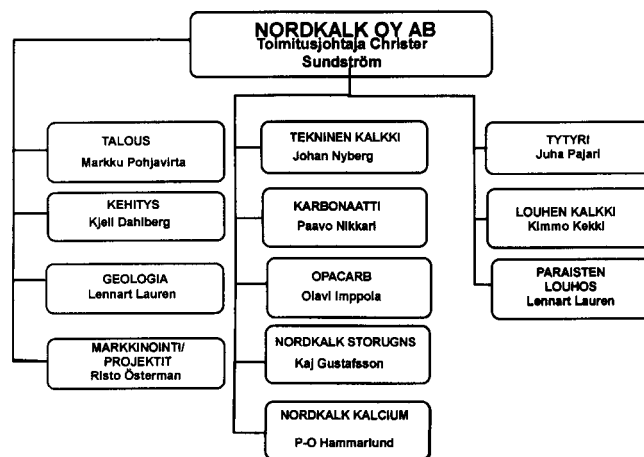 NORDKALK OY AB
Toimitusjohtaja Christer
Sundström
TALOUS
Markku Pohjavirta
KEHITYS
Kjell Dahlberg
GEOLOGIA
Lennart Lauren
MARKKINOINTI/
PROJEKTIT
Risto Österman
TEKNINEN KALKKI
Johan Nyberg
KARBONAATTI
Paavo Nikkari
OPACARB
Olavi Imppola
NORDKALK STORUGNS
Kaj Gustafsson
NORDKALK KALCIUM
P-O Hammarlund
TYTYRI
Juha Pajari
LOUHEN KALKKI
Kimmo Kekki
PARAISTEN
LOUHOS
Lennart Lauren